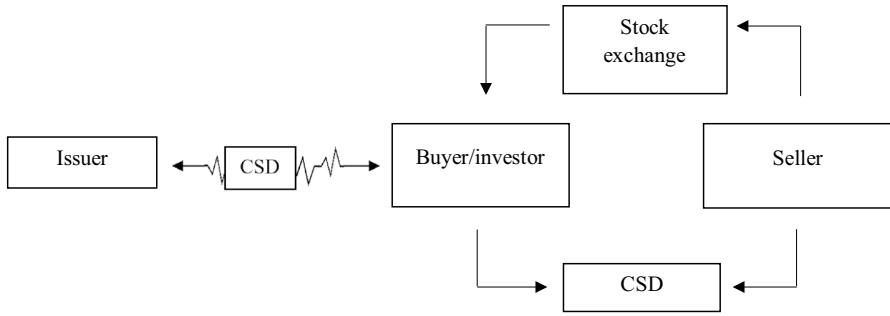 Stock
exchange
Issuer
CSD
Buyer/investor
Seller
CSD